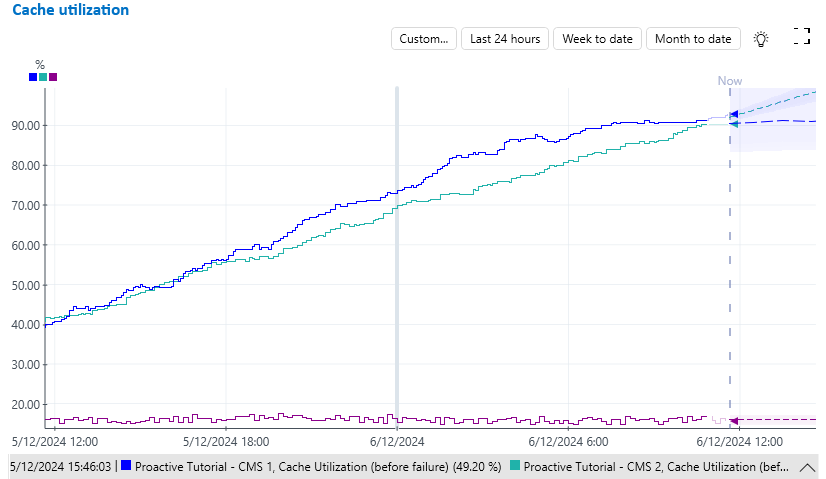 Cache utilization
Custom... Last 24 hours Week to date Month to date
%
Now
90.00
80.00
70.00
60.00
50.00
40.00
30.00
20.00
5/12/2024 12:00 5/12/2024 18:00 6/12/2024 6/12/2024 6:00 6/12/2024 12:00
5/12/2024 15:46:03 | Proactive Tutorial - CMS 1, Cache Utilization (before failure) (49.20 %) Proactive Tutorial - CMS 2, Cache Utilization (bef...